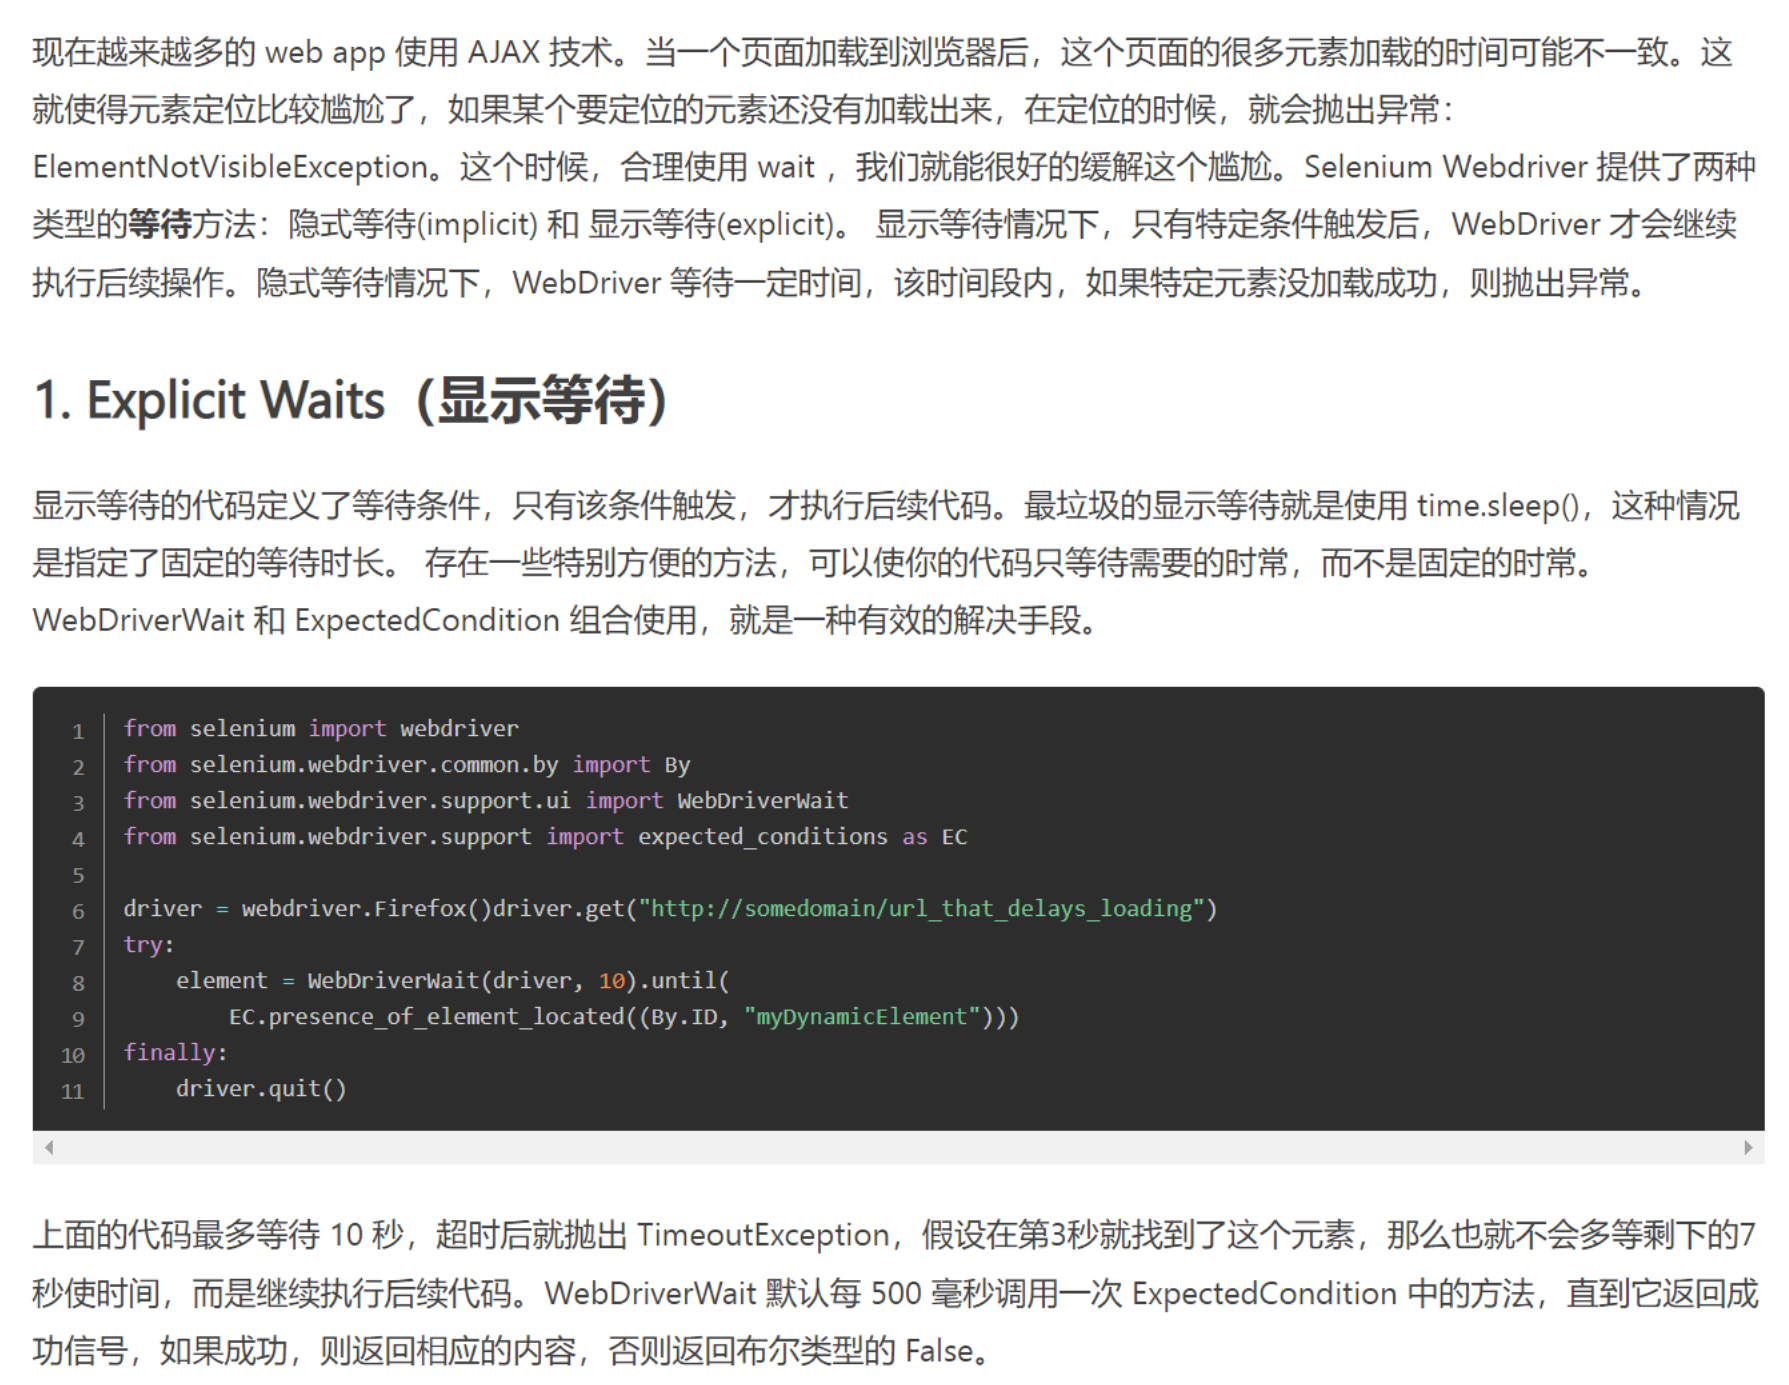 现在越来越多的 web app 使用 AJAX 技术。当一个页面加载到浏览器后，这个页面的很多元素加载的时间可能不一致。这
就使得元素定位比较尴尬了，如果某个要定位的元素还没有加载出来，在定位的时候，就会抛出异常：
ElementNotVisibleException。这个时候，合理使用 wait ，我们就能很好的缓解这个尴尬。Selenium Webdriver 提供了两种
类型的等待方法：隐式等待(implicit) 和 显示等待(explicit)。 显示等待情况下，只有特定条件触发后，WebDriver 才会继续
执行后续操作。隐式等待情况下，WebDriver 等待一定时间，该时间段内，如果特定元素没加载成功，则抛出异常。
1. Explicit Waits（显示等待）
显示等待的代码定义了等待条件，只有该条件触发，才执行后续代码。最垃圾的显示等待就是使用 time.sleep()，这种情况
是指定了固定的等待时长。 存在一些特别方便的方法，可以使你的代码只等待需要的时常，而不是固定的时常。
WebDriverWait 和 ExpectedCondition 组合使用，就是一种有效的解决手段。
1 from selenium import webdriver
2 from selenium.webdriver.common.by import By
3 from selenium.webdriver.support.ui import WebDriverWait
4 from selenium.webdriver.support import expected_conditions as EC
5
6 driver = webdriver.Firefox()driver.get("http://somedomain/url_that_delays_loading")
7 try:
8     element = WebDriverWait(driver, 10).until(
9         EC.presence_of_element_located((By.ID, "myDynamicElement")))
10 finally:
11     driver.quit()
上面的代码最多等待 10 秒，超时后就抛出 TimeoutException，假设在第3秒就找到了这个元素，那么也就不会多等剩下的7
秒使时间，而是继续执行后续代码。WebDriverWait 默认每 500 毫秒调用一次 ExpectedCondition 中的方法，直到它返回成
功信号，如果成功，则返回相应的内容，否则返回布尔类型的 False。